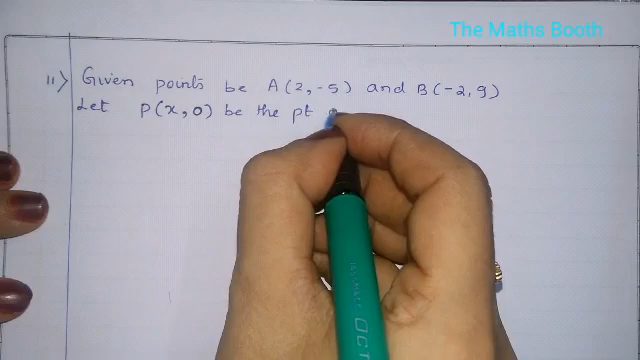 The Maths Booth
11) Given points be A(2,-5) and B(-2,9)
Let P(x,0) be the pt